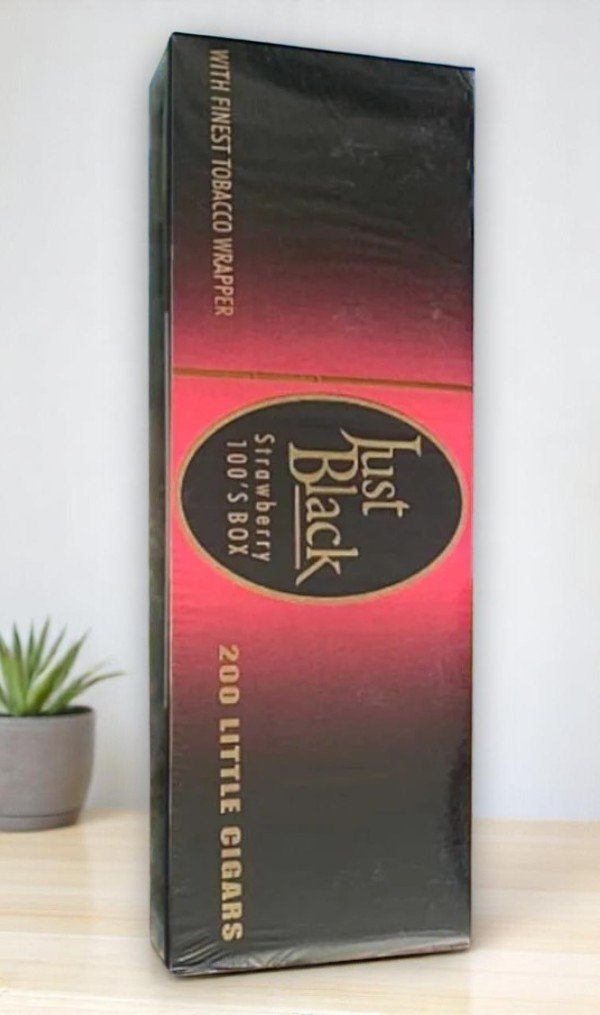 WITH FINEST TOBACCO WRAPPER
Just
Black
Strawberry
100'S BOX
200 LITTLE CIGARS